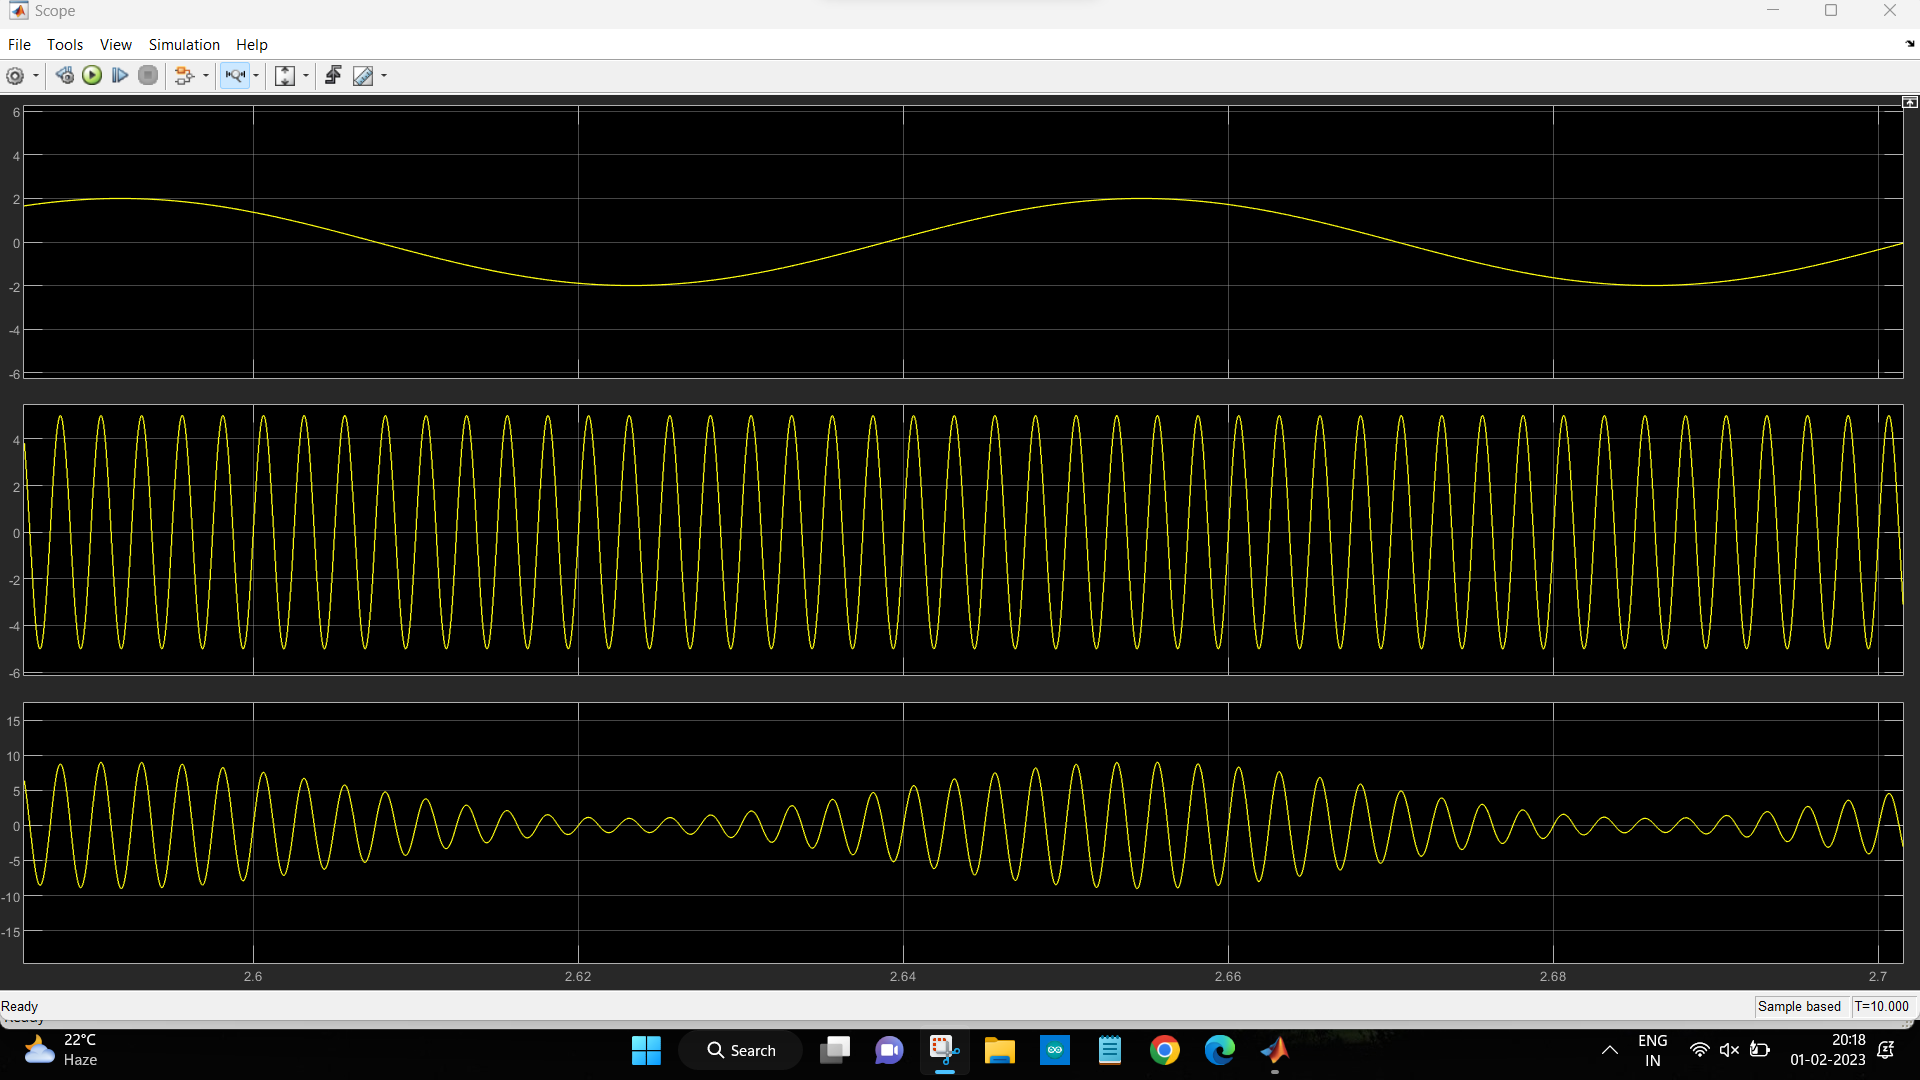 Scope
File Tools View Simulation Help
6
4
2
0
-2
-4
-6
4
2
0
-2
-4
-6
15
10
5
0
-5
-10
-15
2.6 2.62 2.64 2.66 2.68 2.7
Ready Sample based T=10.000
Ready
22°C
Haze
Search
ENG
IN
20:18
01-02-2023